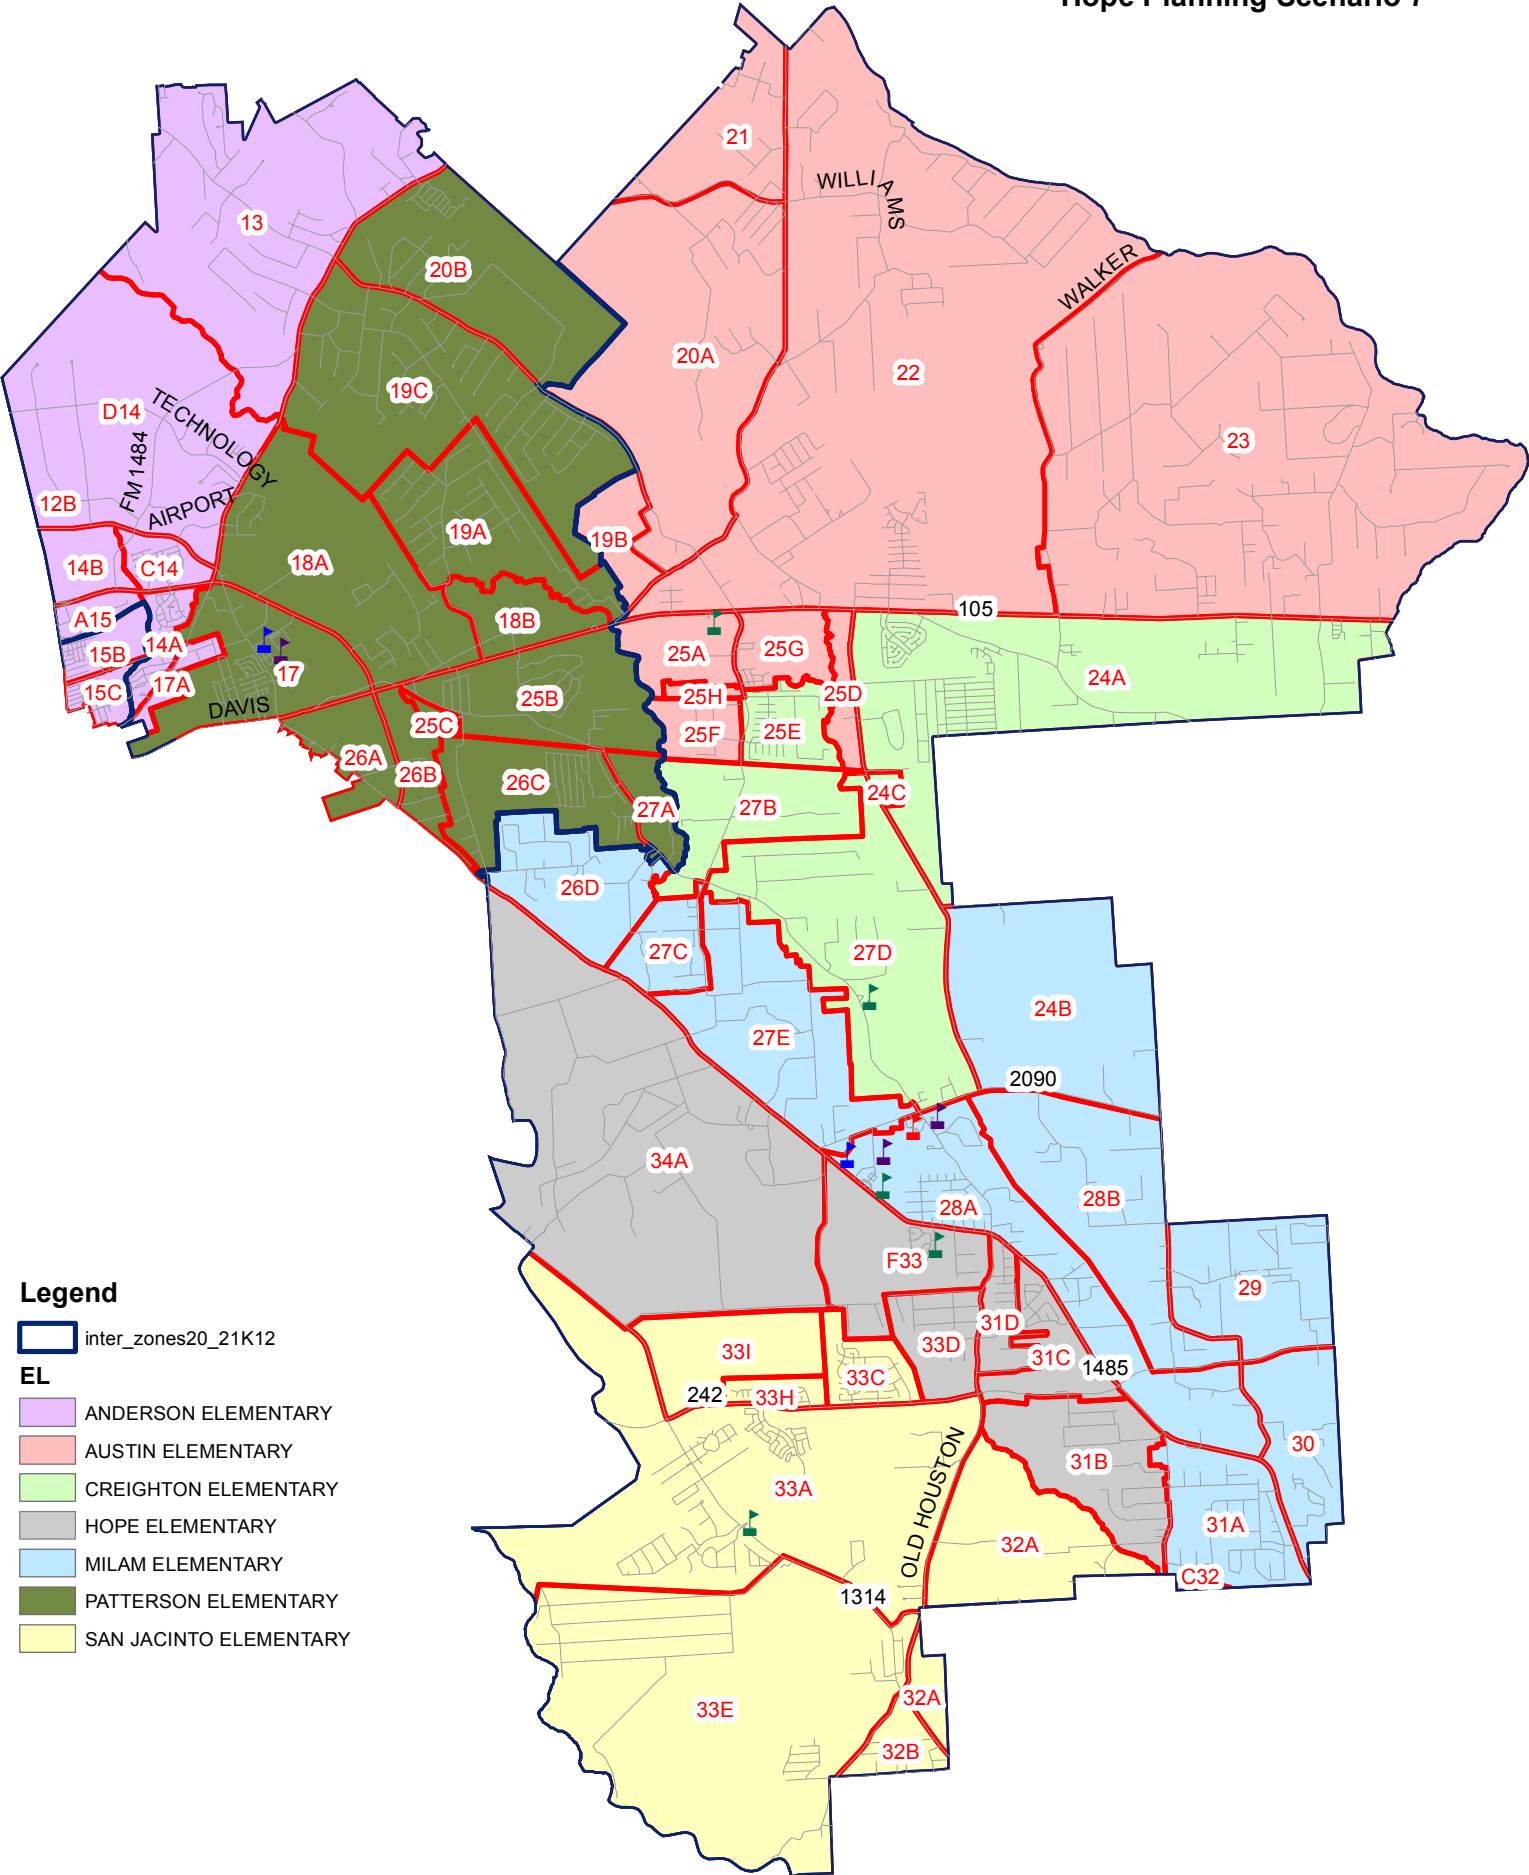 Hope Planning Scenario 7
21
WILLIAMS
13
20B
WALKER
20A
22
19C
D14
TECHNOLOGY
FM 1484
23
12B
AIRPORT
19A
19B
14B
C14
18A
105
A15
18B
14A
25A
25G
15B
17
17A
24A
15C
25H
25D
25B
DAVIS
25C
25F
25E
26A
26B
26C
24C
27A
27B
26D
27C
27D
24B
27E
2090
34A
28B
28A
F33
29
Legend
inter_zones20_21K12
31D
33I
33D
31C
EL
1485
33C
242
33H
ANDERSON ELEMENTARY
AUSTIN ELEMENTARY
30
31B
CREIGHTON ELEMENTARY
33A
OLD HOUSTON
HOPE ELEMENTARY
31A
32A
MILAM ELEMENTARY
C32
PATTERSON ELEMENTARY
1314
SAN JACINTO ELEMENTARY
32A
33E
32B